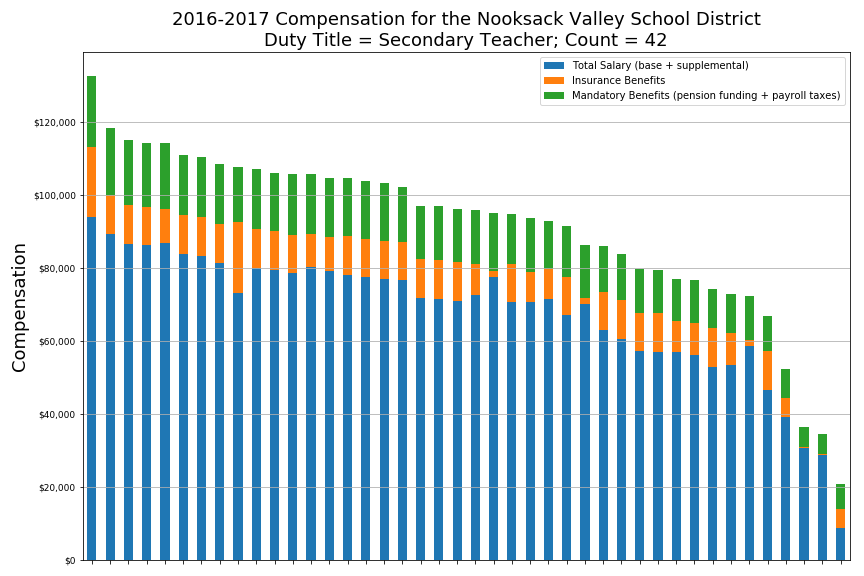 2016-2017 Compensation for the Nooksack Valley School District
Duty Title = Secondary Teacher; Count = 42
Total Salary (base + supplemental)
Insurance Benefits
Mandatory Benefits (pension funding + payroll taxes)
Compensation
$120,000
$100,000
$80,000
$60,000
$40,000
$20,000
$0